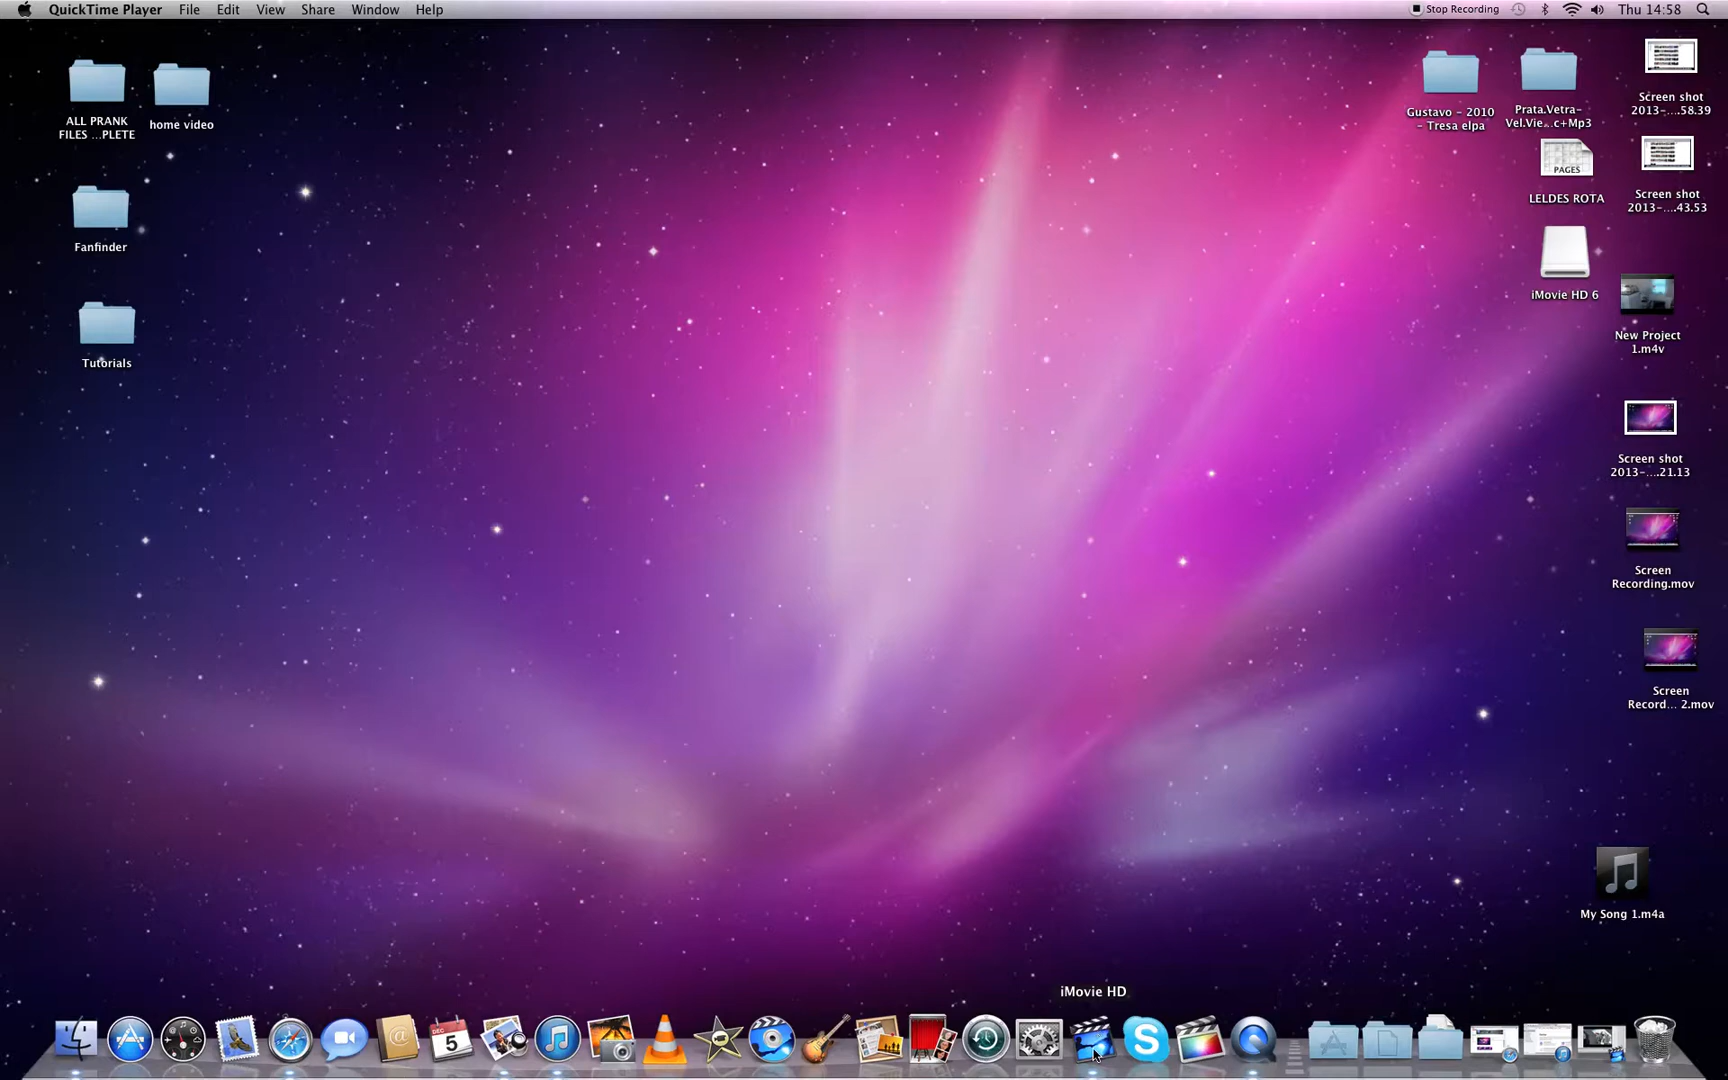 QuickTime Player File Edit View Share Window Help Stop Recording Thu 14:58
ALL PRANK
FILES ...PLETE
home video
Fanfinder
Tutorials
Gustavo - 2010
- Tresa elpa
Prata.Vetra-
Vel.Vie...c+Mp3
Screen shot
2013-....58.39
PAGES
LELDES ROTA
Screen shot
2013-....43.53
iMovie HD 6
New Project
1.m4v
Screen shot
2013-....21.13
Screen
Recording.mov
Screen
Record... 2.mov
My Song 1.m4a
iMovie HD
DEC
5